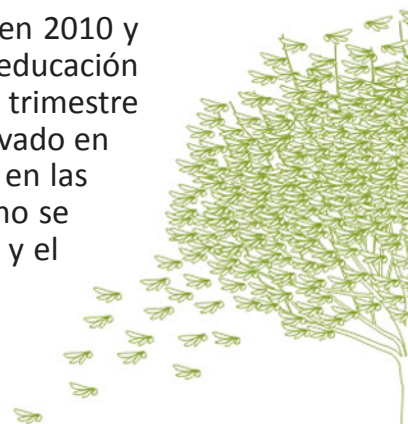 en 2010 y
educación
trimestre
vado en
en las
no se
y el